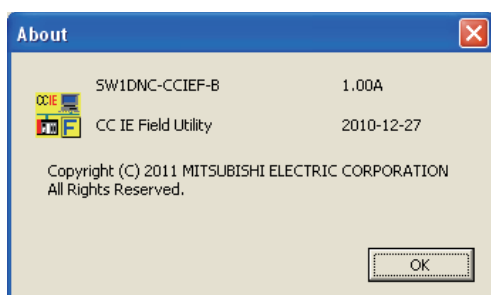 About
SW1DNC-CCIEF-B 1.00A
CCIE
F
CC IE Field Utility 2010-12-27
Copyright (C) 2011 MITSUBISHI ELECTRIC CORPORATION
All Rights Reserved.
OK